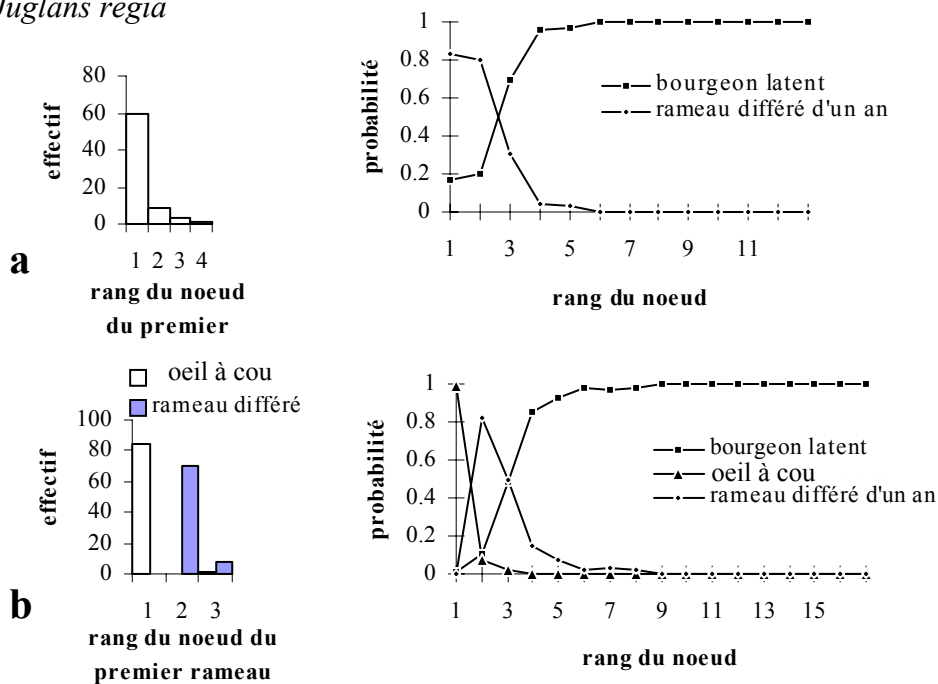 Juglans regia
80
60
40
20
0
effectif
1 2 3 4
rang du noeud
du premier
a
1
0.8
0.6
0.4
0.2
0
probabilité
bourgeon latent
rameau différé d'un an
1 3 5 7 9 11
rang du noeud
oeil à cou
rameau différé
100
80
60
40
20
0
effectif
1 2 3
rang du noeud du
premier rameau
b
1
0.8
0.6
0.4
0.2
0
probabilité
bourgeon latent
oeil à cou
rameau différé d'un an
1 3 5 7 9 11 13 15
rang du noeud